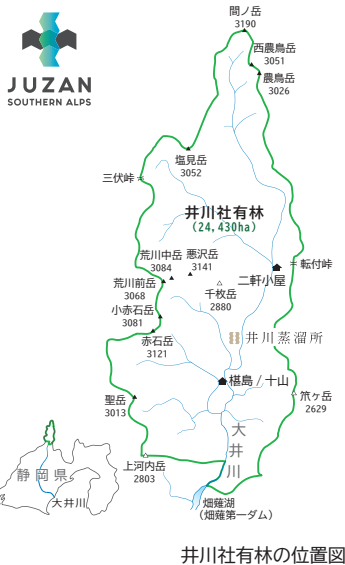 間ノ岳
3190
西農鳥岳
3051
農鳥岳
3026
JUZAN
SOUTHERN ALPS
塩見岳
3052
三伏峠
井川社有林
(24,430ha)
荒川中岳
3084
悪沢岳
3141
転付峠
荒川前岳
3068
千枚岳
2880
二軒小屋
小赤石岳
3081
赤石岳
3121
井川蒸溜所
椹島 / 十山
聖岳
3013
笊ヶ岳
2629
大井川
上河内岳
2803
静岡県
大井川
畑薙湖
(畑薙第一ダム)
井川社有林の位置図